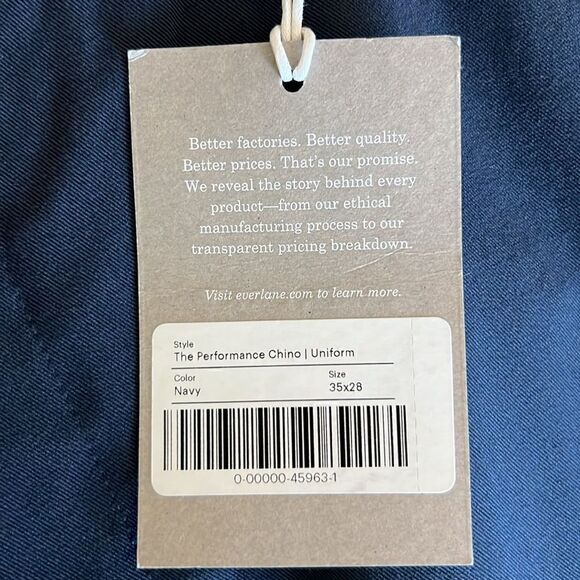 Better factories. Better quality.
Better prices. That's our promise.
We reveal the story behind every
product—from our ethical
manufacturing process to our
transparent pricing breakdown.
Visit everlane.com to learn more.
Style
The Performance Chino | Uniform
Color
Navy
Size
35x28
0-00000-45963-1